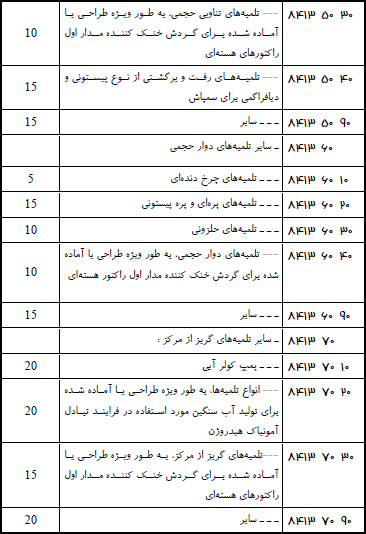 ۸۴۱۳ ۵۰ ۳۰ --- تلمبه‌های تناوبی حجمی، به طور ویژه طراحی یا 10
آماده شده برای گردش خنک کننده مدار اول
راکتورهای هسته‌ای
۸۴۱۳ ۵۰ ۴۰ --- تلمبه‌های رفت و برگشتی از نوع پیستونی و 15
دیافراگمی برای سمپاش
۸۴۱۳ ۵۰ ۹۰ --- سایر 15
۸۴۱۳ ۶۰ ـ سایر تلمبه‌های دوار حجمی
۸۴۱۳ ۶۰ ۱۰ --- تلمبه‌های چرخ دنده‌ای 5
۸۴۱۳ ۶۰ ۲۰ --- تلمبه‌های پره‌ای و پره پیستونی 15
۸۴۱۳ ۶۰ ۳۰ --- تلمبه‌های حلزونی 10
۸۴۱۳ ۶۰ ۴۰ --- تلمبه‌های دوار حجمی، به طور ویژه طراحی یا آماده 10
شده برای گردش خنک کننده مدار اول راکتور هسته‌ای
۸۴۱۳ ۶۰ ۹۰ --- سایر 15
۸۴۱۳ ۷۰ ـ سایر تلمبه‌های گریز از مرکز :
۸۴۱۳ ۷۰ ۱۰ --- پمپ کولر آبی 20
۸۴۱۳ ۷۰ ۲۰ --- انواع تلمبه‌ها، به طور ویژه طراحی یا آماده شده 20
برای تولید آب سنگین مورد استفاده در فرایند تبادل
آمونیاک هیدروژن
۸۴۱۳ ۷۰ ۳۰ ---تلمبه‌های گریز از مرکز، به طور ویژه طراحی یا 15
آماده شده برای گردش خنک کننده مدار اول
راکتورهای هسته‌ای
۸۴۱۳ ۷۰ ۹۰ --- سایر 20